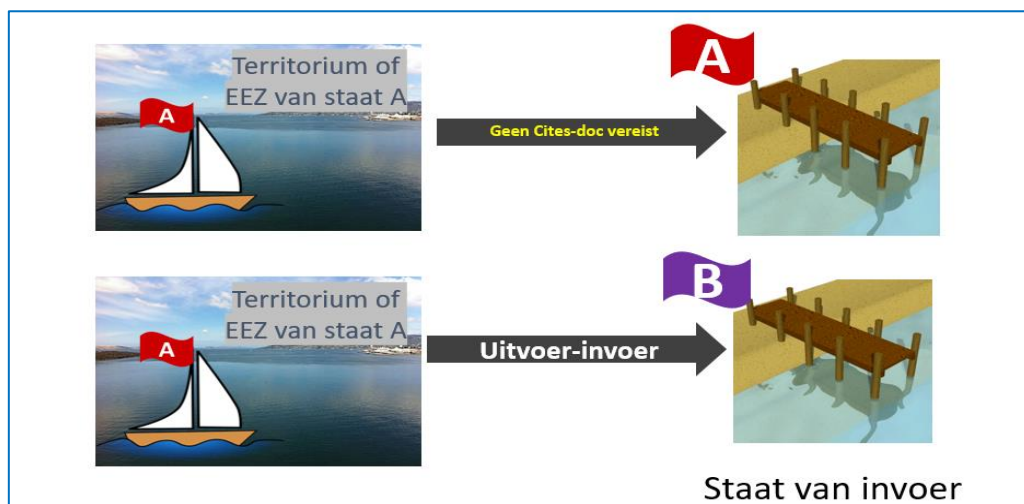 Territorium of
EEZ van staat A
A
A
Geen Cites-doc vereist
Territorium of
EEZ van staat A
A
B
Uitvoer-invoer
Staat van invoer